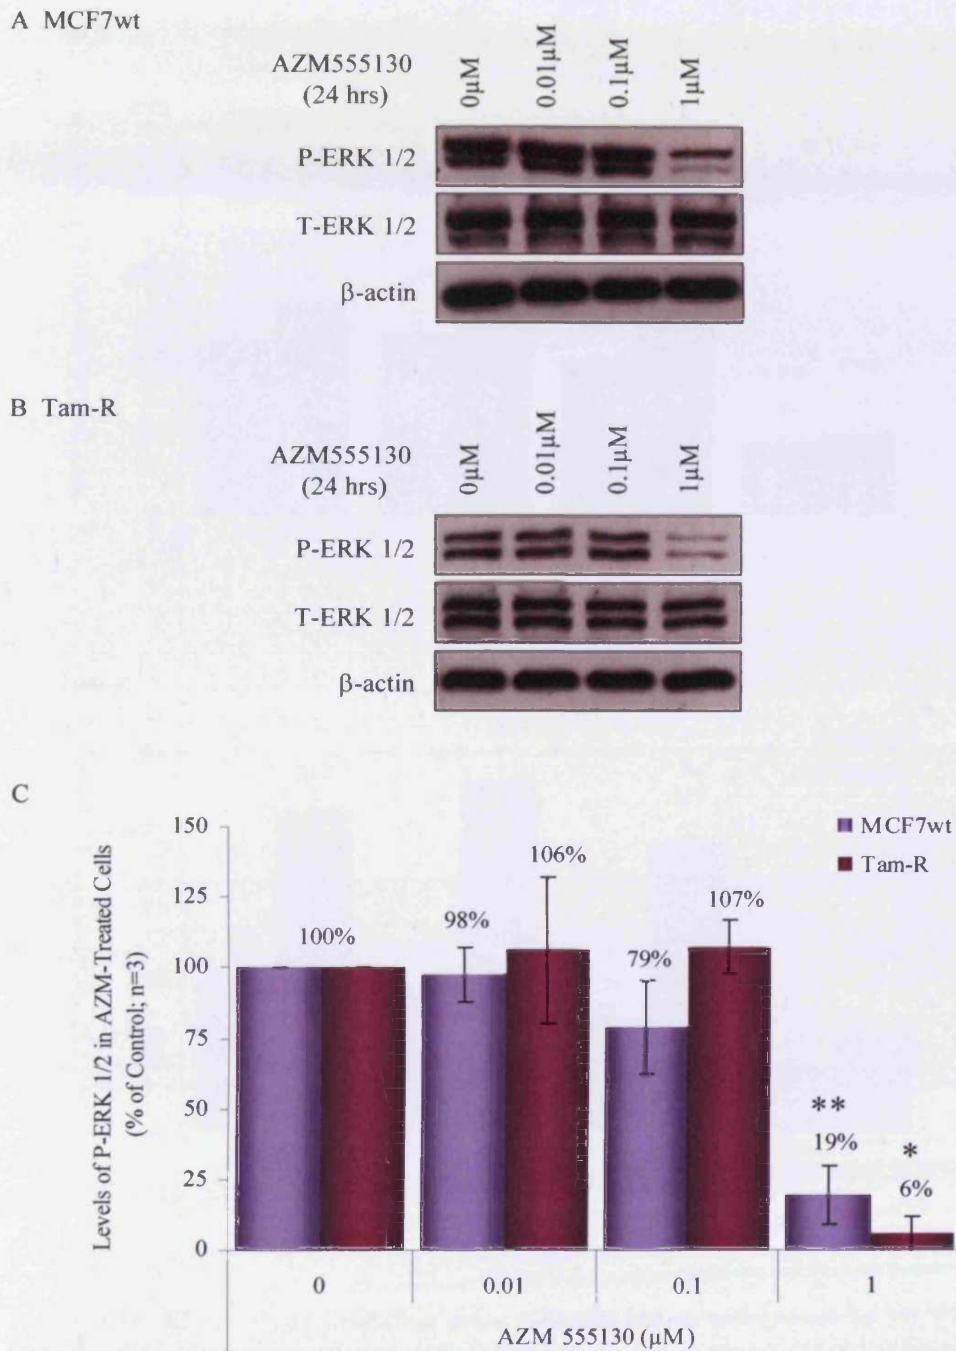 A MCF7wt
AZM555130
(24 hrs)
0µM
0.01µM
0.1µM
1µM
P-ERK 1/2
T-ERK 1/2
β-actin
B Tam-R
AZM555130
(24 hrs)
0µM
0.01µM
0.1µM
1µM
P-ERK 1/2
T-ERK 1/2
β-actin
C
Levels of P-ERK 1/2 in AZM-Treated Cells
(% of Control; n=3)
150
125
100
75
50
25
0
MCF7wt
Tam-R
100%
98%
106%
79%
107%
**
19%
*
6%
0 0.01 0.1 1
AZM 555130 (µM)